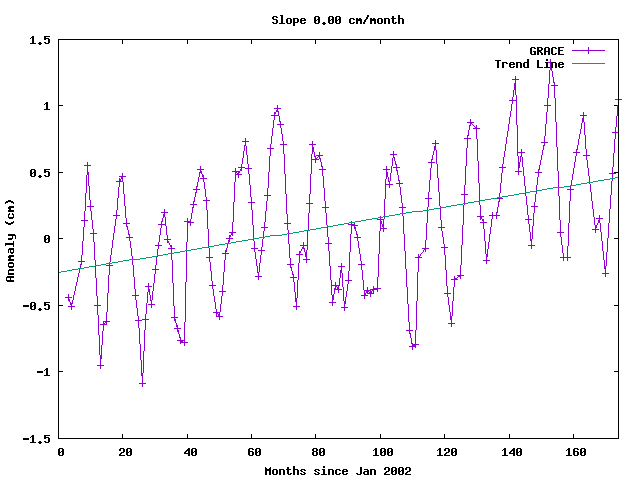 Slope 0.00 cm/month
GRACE
Trend Line
1.5
1
0.5
0
-0.5
-1
-1.5
Anomaly (cm)
0 20 40 60 80 100 120 140 160
Months since Jan 2002